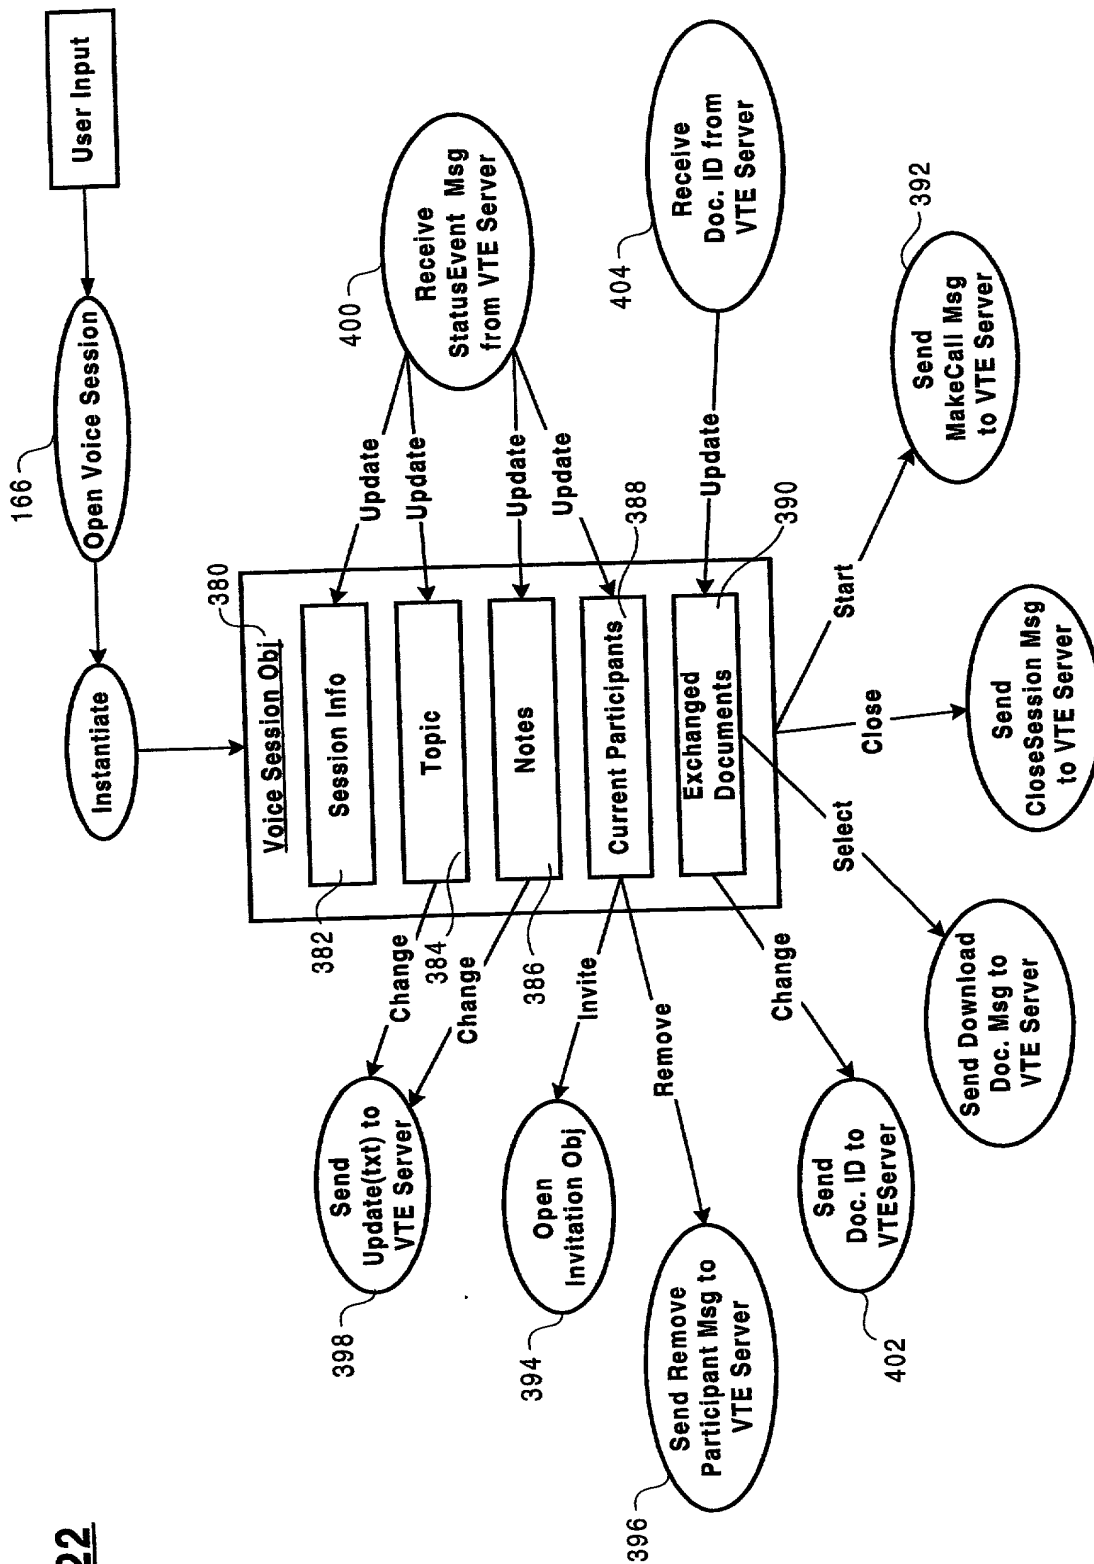 22
User Input
166
Open Voice Session
Instantiate
Voice Session Obj
380
Session Info
382
Topic
384
Notes
386
Current Participants
388
Exchanged
Documents
390
Update
Update
Update
Update
400
Receive
StatusEvent Msg
from VTE Server
Update
404
Receive
Doc. ID from
VTE Server
Change
Change
Send
Update(txt) to
VTE Server
398
Invite
Open
Invitation Obj
394
Remove
Send Remove
Participant Msg to
VTE Server
396
Change
Send
Doc. ID to
VTEServer
402
Select
Send Download
Doc. Msg to
VTE Server
Close
Send
CloseSession Msg
to VTE Server
Start
Send
MakeCall Msg
to VTE Server
392